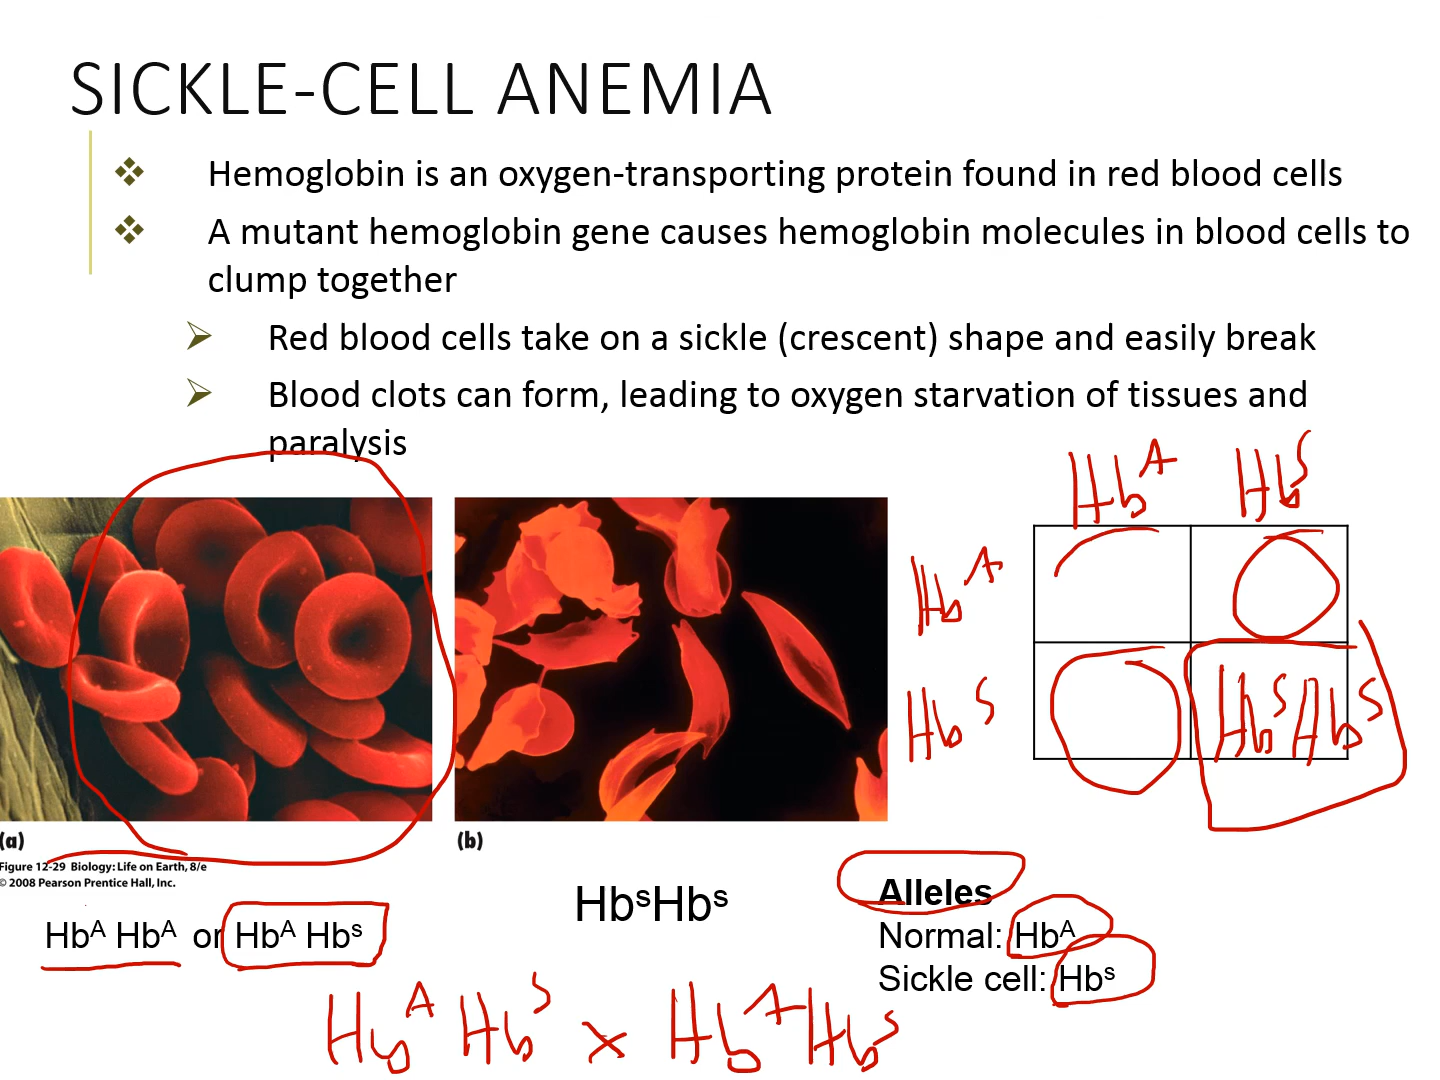 SICKLE-CELL ANEMIA
Hemoglobin is an oxygen-transporting protein found in red blood cells
A mutant hemoglobin gene causes hemoglobin molecules in blood cells to
clump together
Red blood cells take on a sickle (crescent) shape and easily break
Blood clots can form, leading to oxygen starvation of tissues and
paralysis
Hb^A Hb^S
Hb^A
Hb^S Hb^S Hb^S
(a) (b)
Figure 12-29 Biology: Life on Earth, 8/e
© 2008 Pearson Prentice Hall, Inc.
Hb^A Hb^A or Hb^A Hb^s
Hb^sHb^s
Alleles
Normal: Hb^A
Sickle cell: Hb^s
Hb^A Hb^S x Hb^A Hb^s